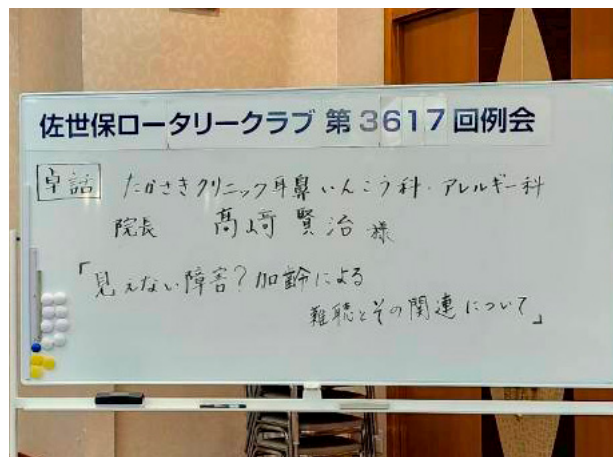 佐世保ロータリークラブ 第3617回例会
卓話 たかさきクリニック耳鼻いんこう科・アレルギー科
院長 髙﨑 賢治 様
「見えない障害?加齢による
難聴とその関連について」